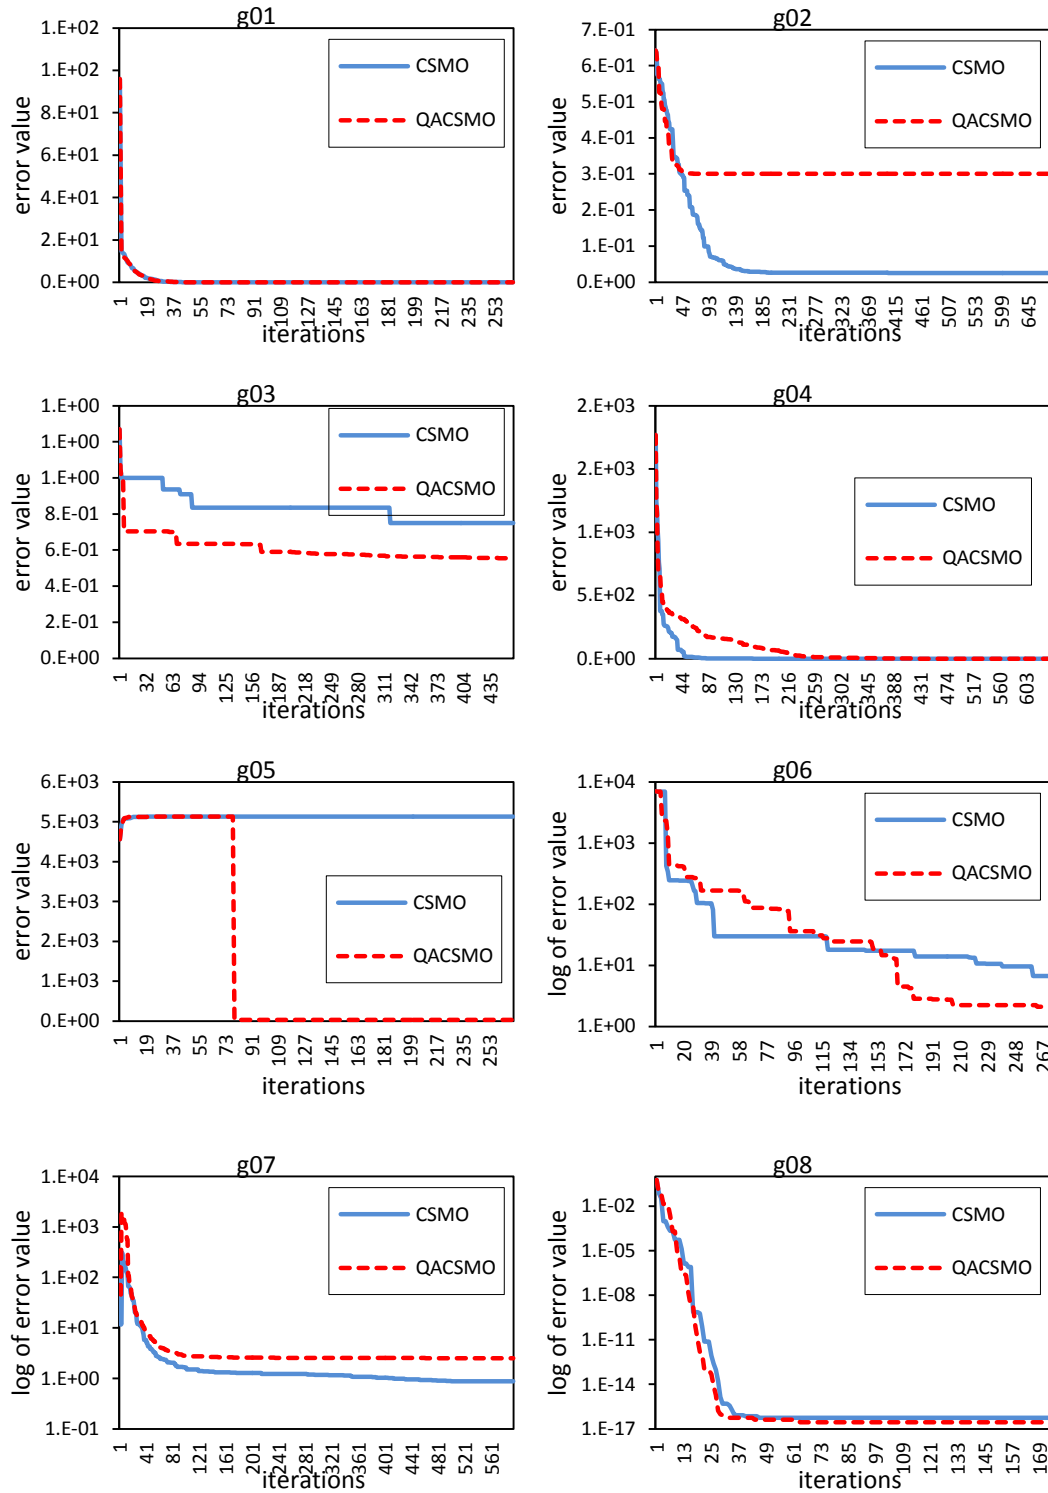 g01
1.E+02
1.E+02
8.E+01
6.E+01
4.E+01
2.E+01
0.E+00
error value
CSMO
QACSMO
1 19 37 55 73 91 109 127 145 163 181 199 217 235 253
iterations
g02
7.E-01
6.E-01
5.E-01
4.E-01
3.E-01
2.E-01
1.E-01
0.E+00
error value
CSMO
QACSMO
1 47 93 139 185 231 277 323 369 415 461 507 553 599 645
iterations
g03
1.E+00
1.E+00
1.E+00
8.E-01
6.E-01
4.E-01
2.E-01
0.E+00
error value
CSMO
QACSMO
1 32 63 94 125 156 187 218 249 280 311 342 373 404 435
iterations
g04
2.E+03
2.E+03
1.E+03
5.E+02
0.E+00
error value
CSMO
QACSMO
1 44 87 130 173 216 259 302 345 388 431 474 517 560 603
iterations
g05
6.E+03
5.E+03
4.E+03
3.E+03
2.E+03
1.E+03
0.E+00
error value
CSMO
QACSMO
1 19 37 55 73 91 109 127 145 163 181 199 217 235 253
iterations
g06
1.E+04
1.E+03
1.E+02
1.E+01
1.E+00
log of error value
CSMO
QACSMO
1 20 39 58 77 96 115 134 153 172 191 210 229 248 267
iterations
g07
1.E+04
1.E+03
1.E+02
1.E+01
1.E+00
1.E-01
log of error value
CSMO
QACSMO
1 41 81 121 161 201 241 281 321 361 401 441 481 521 561
iterations
g08
1.E-02
1.E-05
1.E-08
1.E-11
1.E-14
1.E-17
log of error value
CSMO
QACSMO
1 13 25 37 49 61 73 85 97 109 121 133 145 157 169
iterations